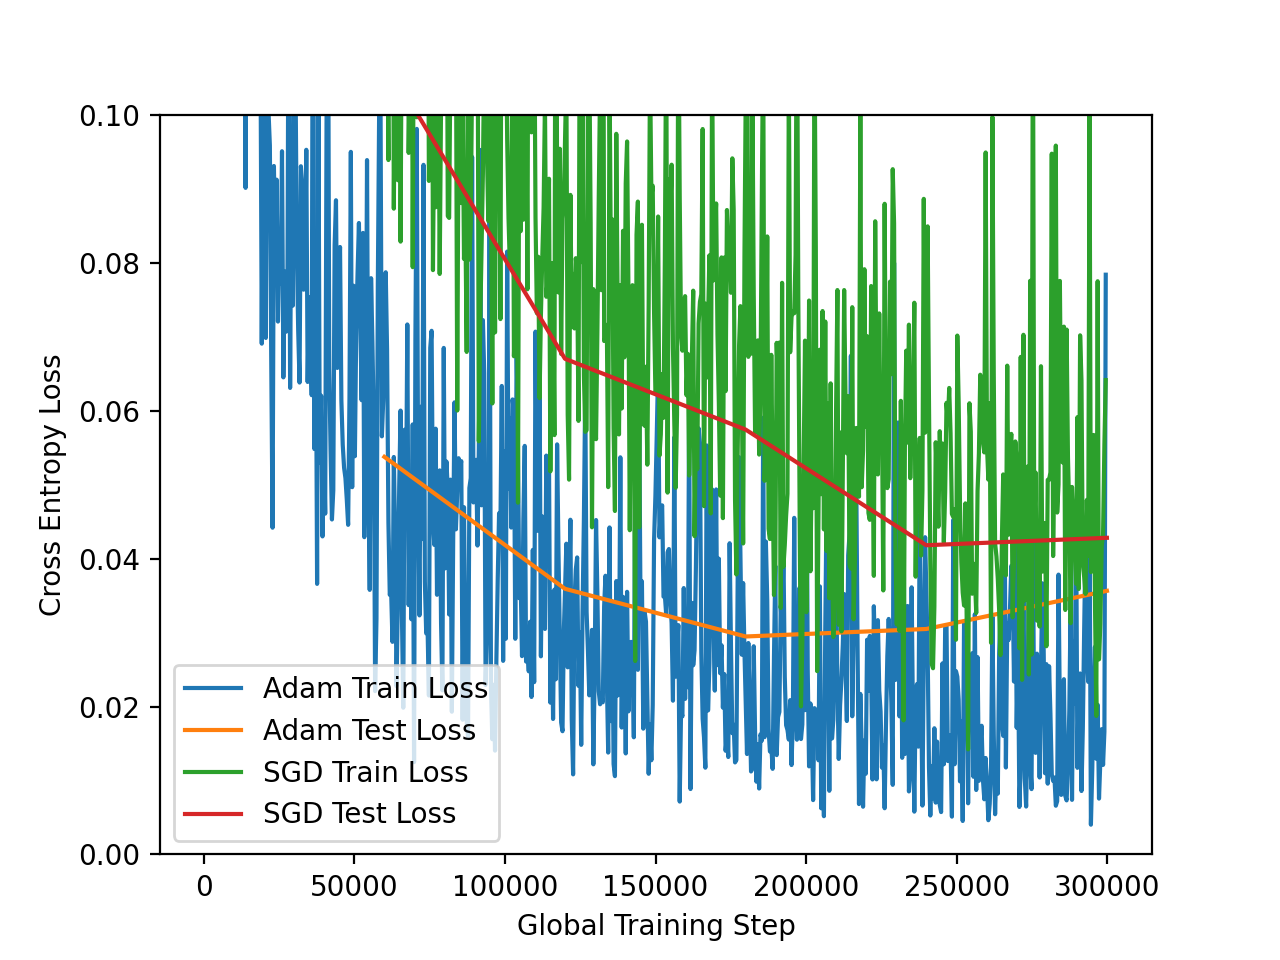 0.10
0.08
0.06
0.04
0.02
0.00
Cross Entropy Loss
Adam Train Loss
Adam Test Loss
SGD Train Loss
SGD Test Loss
0 50000 100000 150000 200000 250000 300000
Global Training Step